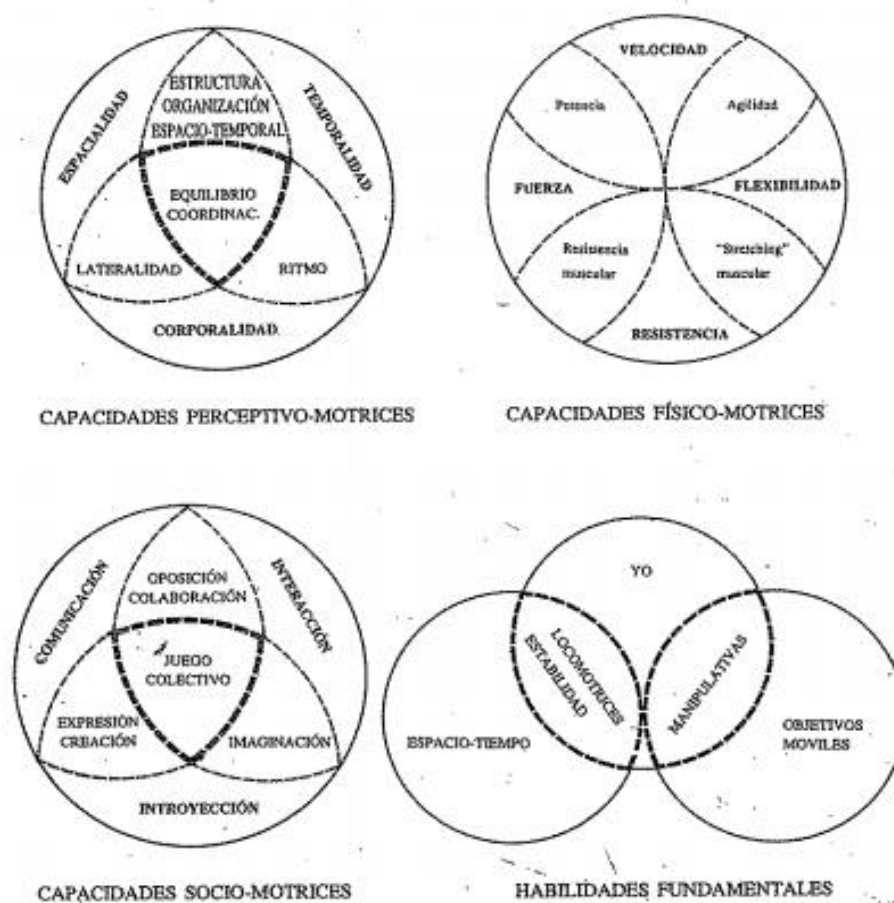 ESPACIALIDAD
ESTRUCTURA
ORGANIZACIÓN
ESPACIO-TEMPORAL
TEMPORALIDAD
EQUILIBRIO
COORDINAC.
LATERALIDAD
RITMO
CORPORALIDAD
CAPACIDADES PERCEPTIVO-MOTRICES
VELOCIDAD
Potencia
Agilidad
FUERZA
FLEXIBILIDAD
Resistencia
muscular
"Stretching"
muscular
RESISTENCIA
CAPACIDADES FÍSICO-MOTRICES
COMUNICACIÓN
OPOSICIÓN
COLABORACIÓN
INTERACCIÓN
JUEGO
COLECTIVO
EXPRESIÓN
CREACIÓN
IMAGINACIÓN
INTROYECCIÓN
CAPACIDADES SOCIO-MOTRICES
YO
LOCOMOTRICES
ESTABILIDAD
MANIPULATIVAS
ESPACIO-TIEMPO
OBJETIVOS
MOVILES
HABILIDADES FUNDAMENTALES